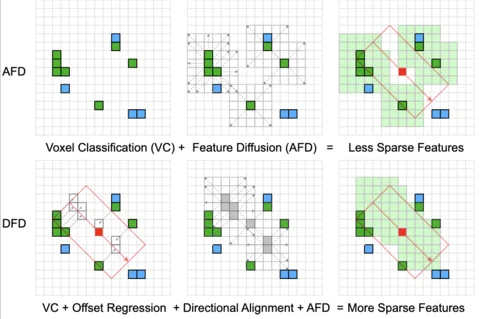 AFD
Voxel Classification (VC) + Feature Diffusion (AFD) = Less Sparse Features
DFD
VC + Offset Regression + Directional Alignment + AFD = More Sparse Features